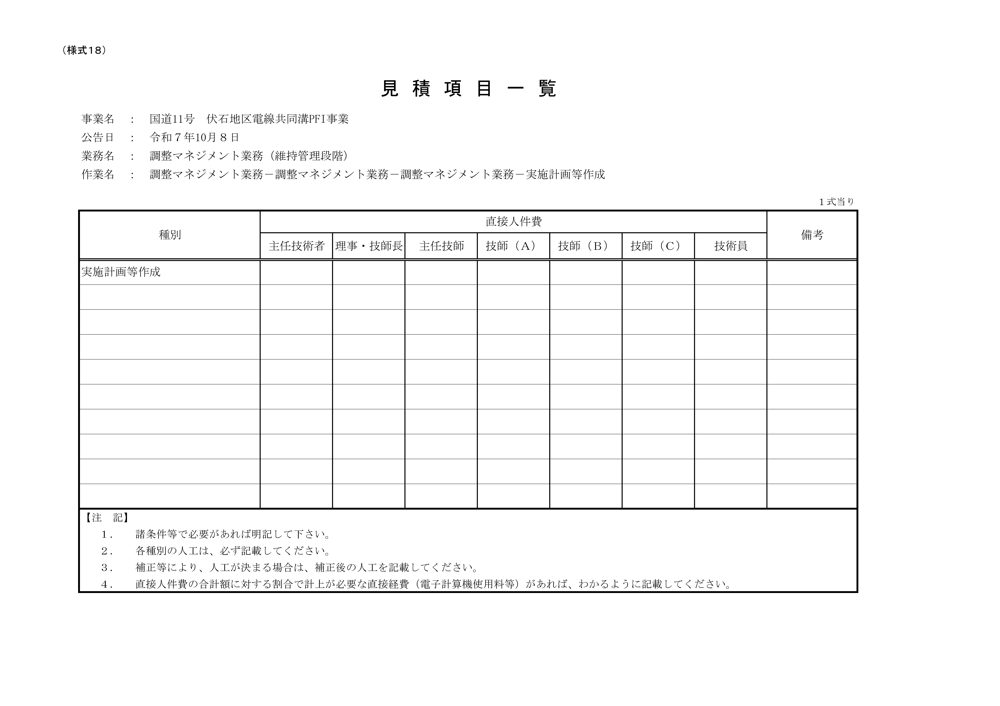 （様式18）
見　積　項　目　一　覧
事業名　：　国道11号　伏石地区電線共同溝PFI事業
公告日　：　令和７年10月８日
業務名　：　調整マネジメント業務（維持管理段階）
作業名　：　調整マネジメント業務－調整マネジメント業務－調整マネジメント業務－実施計画等作成
１式当り
種別　直接人件費　備考
主任技術者　理事・技師長　主任技師　技師（Ａ）　技師（Ｂ）　技師（Ｃ）　技術員
実施計画等作成
【注　記】
１．　諸条件等で必要があれば明記して下さい。
２．　各種別の人工は、必ず記載してください。
３．　補正等により、人工が決まる場合は、補正後の人工を記載してください。
４．　直接人件費の合計額に対する割合で計上が必要な直接経費（電子計算機使用料等）があれば、わかるように記載してください。